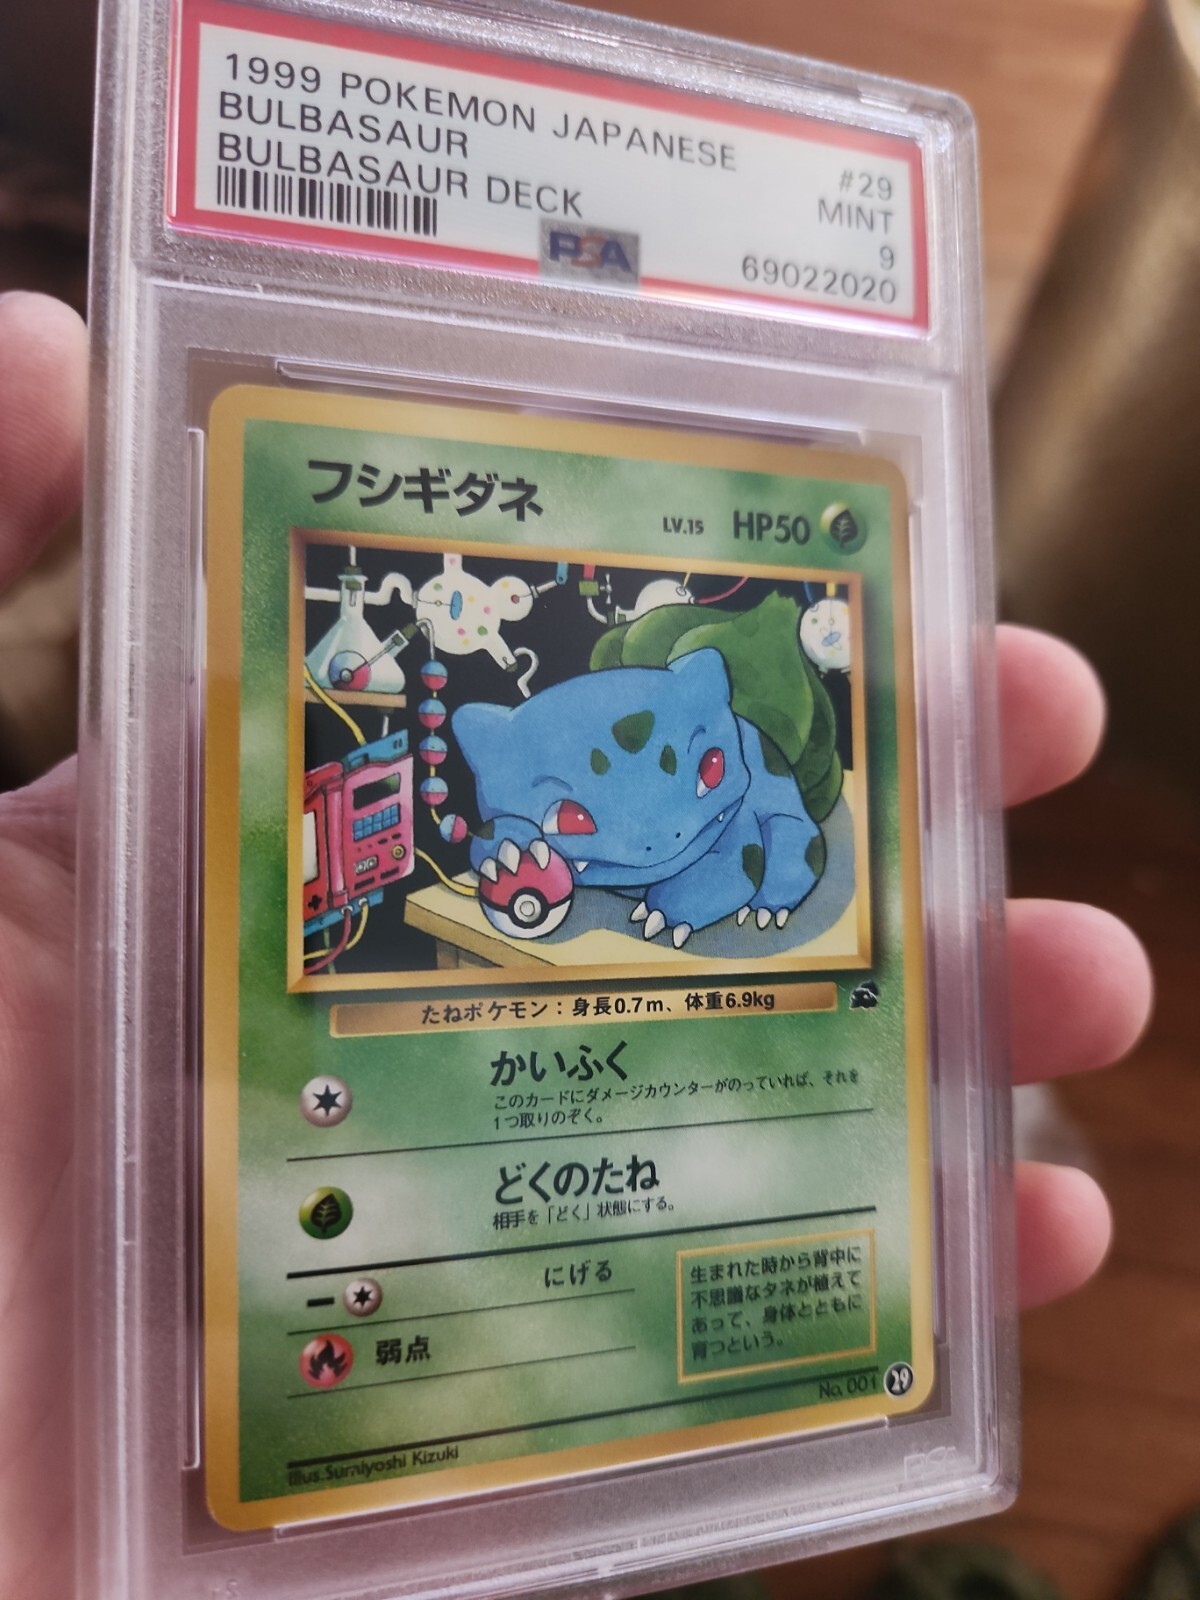 1999 POKEMON JAPANESE
BULBASAUR
BULBASAUR DECK
#29
MINT
9
PSA
69022020
フシギダネ LV.15 HP50
たねポケモン：身長0.7m、体重6.9kg
かいふく
このカードにダメージカウンターがのっていれば、それを
1つ取りのぞく。
どくのたね
相手を「どく」状態にする。
にげる
弱点
生まれた時から背中に
不思議なタネが植えて
あって、身体とともに
育つという。
No. 001 29
Illus. Sumiyoshi Kizuki